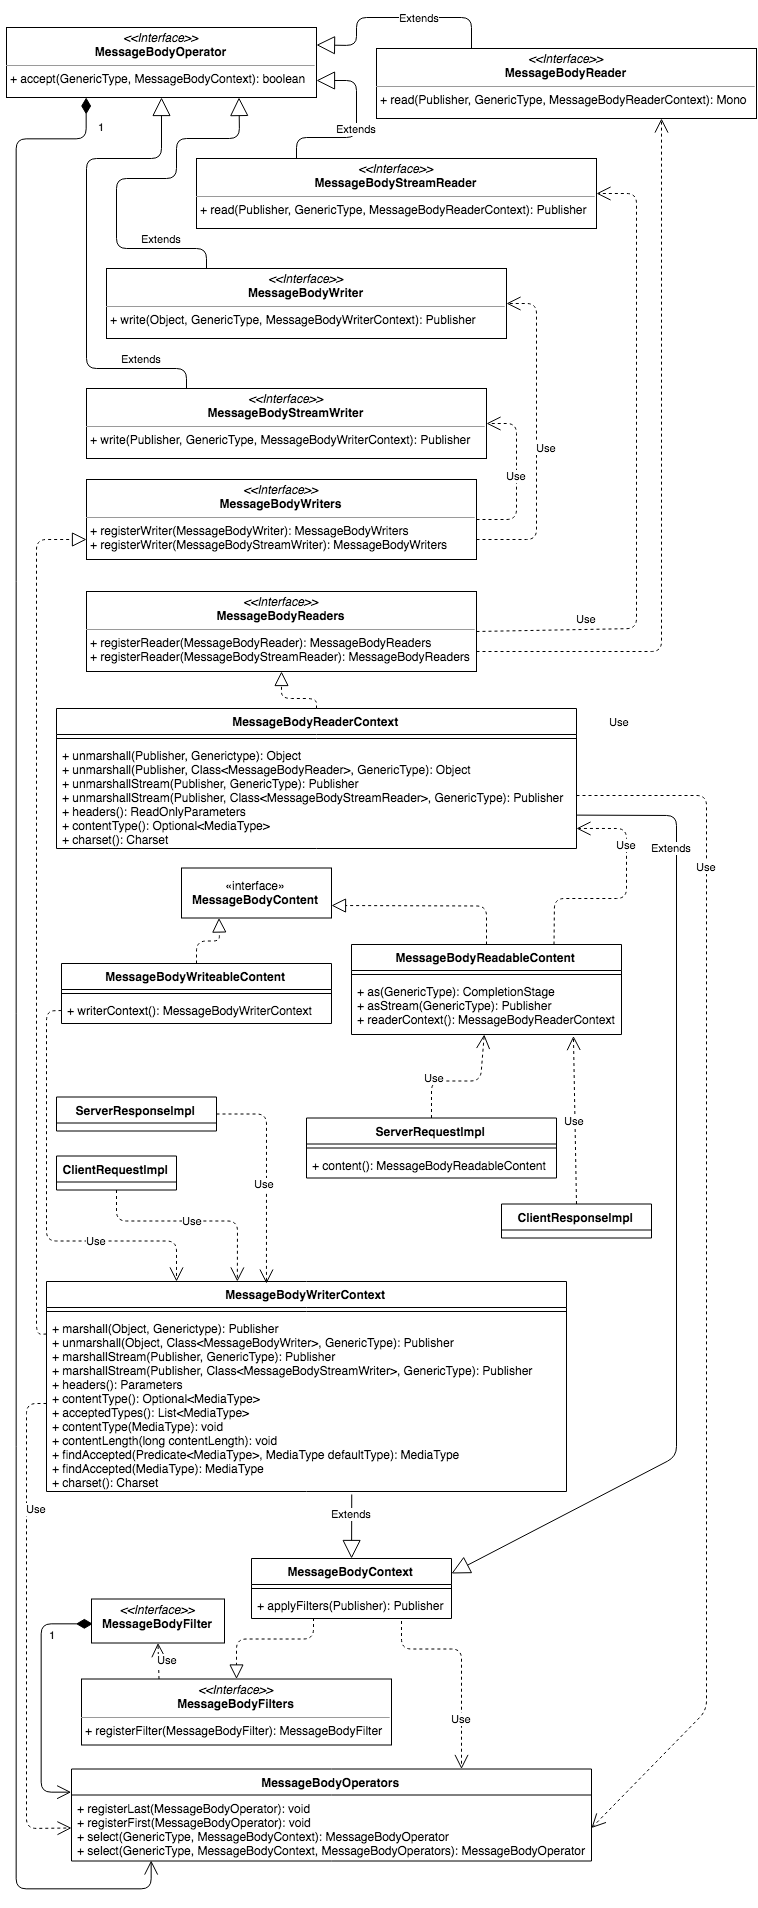 <<Interface>>
MessageBodyOperator
+ accept(GenericType, MessageBodyContext): boolean
Extends
<<Interface>>
MessageBodyReader
+ read(Publisher, GenericType, MessageBodyReaderContext): Mono
1
Extends
<<Interface>>
MessageBodyStreamReader
+ read(Publisher, GenericType, MessageBodyReaderContext): Publisher
Extends
<<Interface>>
MessageBodyWriter
+ write(Object, GenericType, MessageBodyWriterContext): Publisher
Extends
<<Interface>>
MessageBodyStreamWriter
+ write(Publisher, GenericType, MessageBodyWriterContext): Publisher
Use
Use
<<Interface>>
MessageBodyWriters
+ registerWriter(MessageBodyWriter): MessageBodyWriters
+ registerWriter(MessageBodyStreamWriter): MessageBodyWriters
<<Interface>>
MessageBodyReaders
+ registerReader(MessageBodyReader): MessageBodyReaders
+ registerReader(MessageBodyStreamReader): MessageBodyReaders
Use
MessageBodyReaderContext
Use
+ unmarshall(Publisher, Generictype): Object
+ unmarshall(Publisher, Class<MessageBodyReader>, GenericType): Object
+ unmarshallStream(Publisher, GenericType): Publisher
+ unmarshallStream(Publisher, Class<MessageBodyStreamReader>, GenericType): Publisher
+ headers(): ReadOnlyParameters
+ contentType(): Optional<MediaType>
+ charset(): Charset
Use
Extends
Use
«interface»
MessageBodyContent
MessageBodyReadableContent
+ as(GenericType): CompletionStage
+ asStream(GenericType): Publisher
+ readerContext(): MessageBodyReaderContext
MessageBodyWriteableContent
+ writerContext(): MessageBodyWriterContext
Use
ServerResponseImpl
ServerRequestImpl
+ content(): MessageBodyReadableContent
Use
ClientRequestImpl
Use
ClientResponseImpl
Use
Use
MessageBodyWriterContext
+ marshall(Object, Generictype): Publisher
+ unmarshall(Object, Class<MessageBodyWriter>, GenericType): Publisher
+ marshallStream(Publisher, GenericType): Publisher
+ marshallStream(Publisher, Class<MessageBodyStreamWriter>, GenericType): Publisher
+ headers(): Parameters
+ contentType(): Optional<MediaType>
+ acceptedTypes(): List<MediaType>
+ contentType(MediaType): void
+ contentLength(long contentLength): void
+ findAccepted(Predicate<MediaType>, MediaType defaultType): MediaType
+ findAccepted(MediaType): MediaType
+ charset(): Charset
Use
Extends
MessageBodyContext
+ applyFilters(Publisher): Publisher
<<Interface>>
MessageBodyFilter
1
Use
<<Interface>>
MessageBodyFilters
+ registerFilter(MessageBodyFilter): MessageBodyFilter
Use
MessageBodyOperators
+ registerLast(MessageBodyOperator): void
+ registerFirst(MessageBodyOperator): void
+ select(GenericType, MessageBodyContext): MessageBodyOperator
+ select(GenericType, MessageBodyContext, MessageBodyOperators): MessageBodyOperator